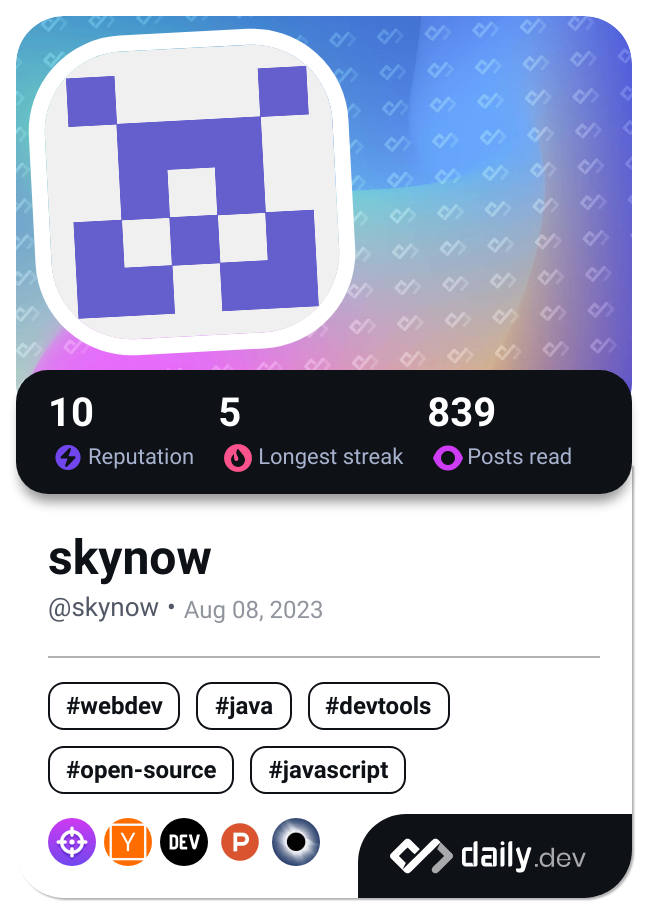 10 5 839
Reputation Longest streak Posts read
skynow
@skynow • Aug 08, 2023
#webdev #java #devtools
#open-source #javascript
Y DEV P
daily.dev